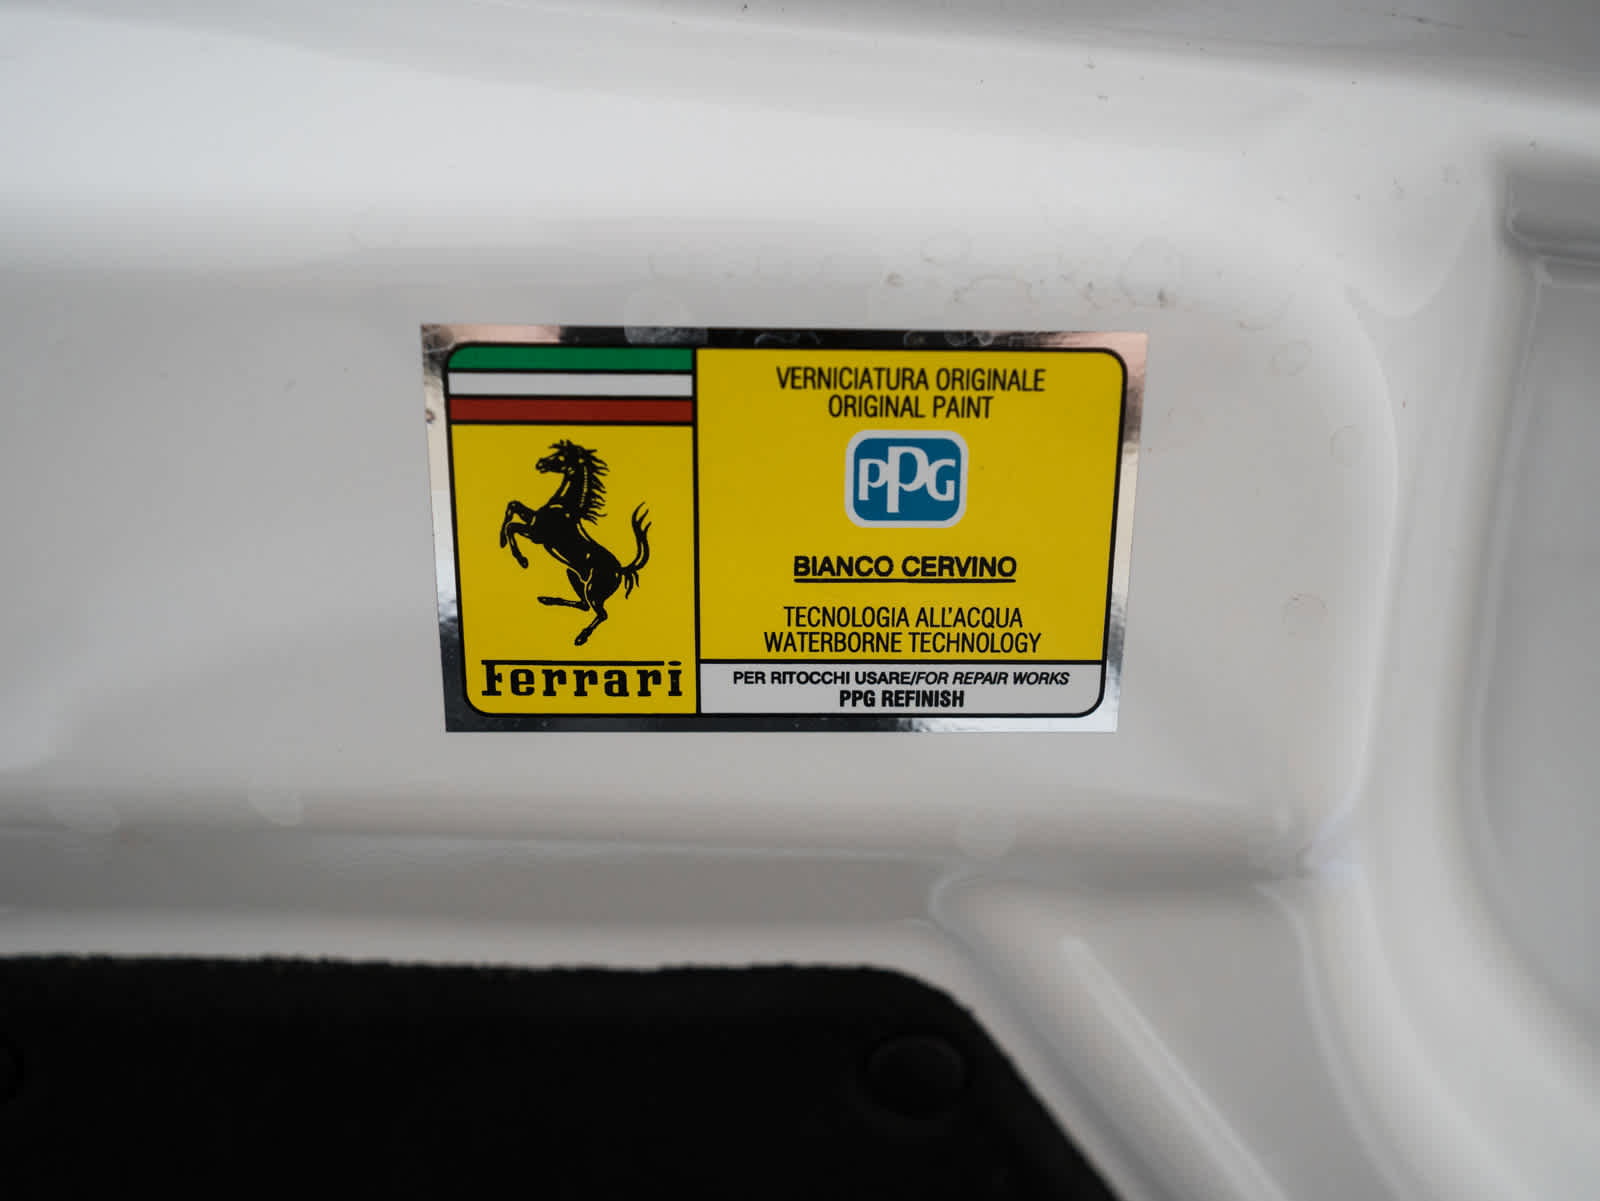 VERNICIATURA ORIGINALE
ORIGINAL PAINT
PPG
BIANCO CERVINO
TECNOLOGIA ALL'ACQUA
WATERBORNE TECHNOLOGY
Ferrari
PER RITOCCHI USARE/FOR REPAIR WORKS
PPG REFINISH